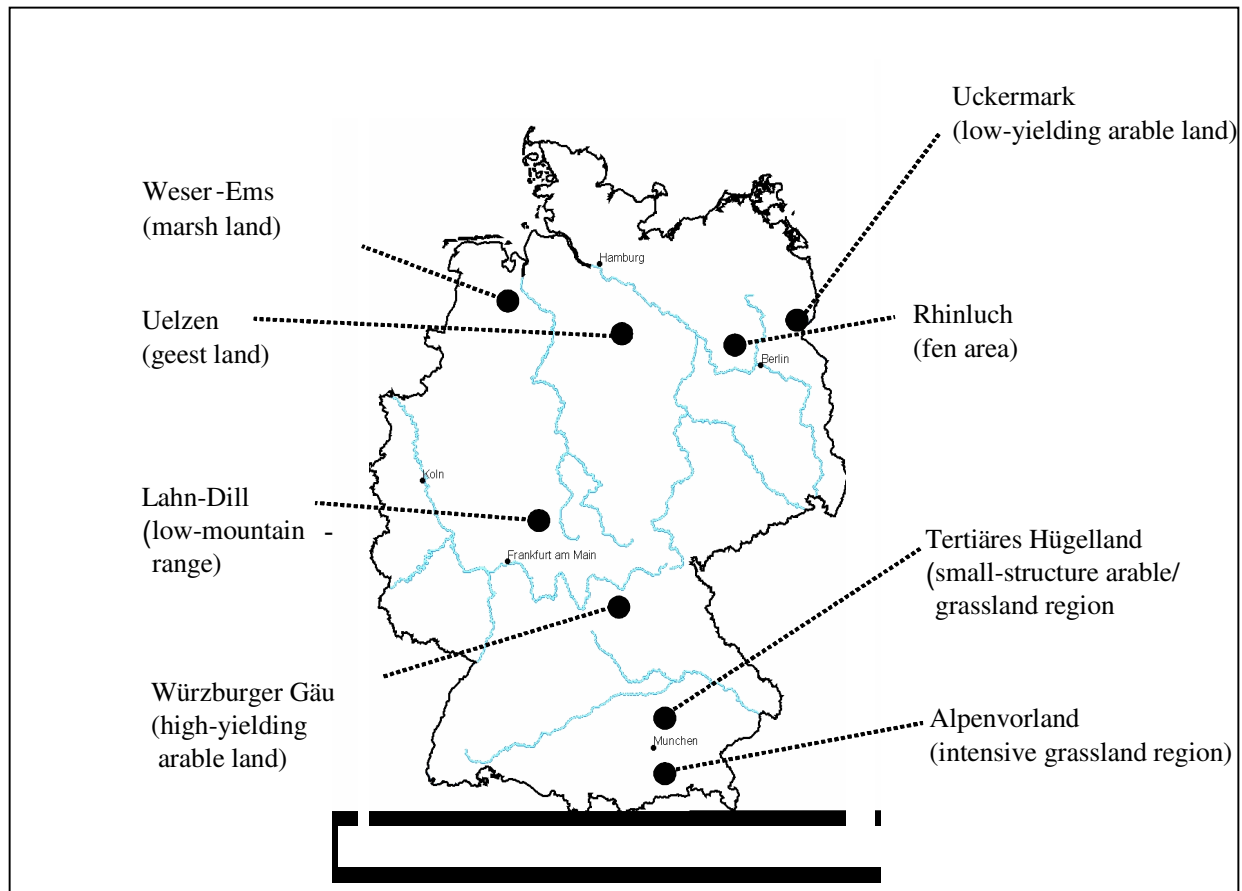 Uckermark
(low-yielding arable land)
Weser-Ems
(marsh land)
Hamburg
Uelzen
(geest land)
Rhinluch
(fen area)
Berlin
Koln
Lahn-Dill
(low-mountain -
range)
Frankfurt am Main
Tertiäres Hügelland
(small-structure arable/
grassland region
Würzburger Gäu
(high-yielding
arable land)
Munchen
Alpenvorland
(intensive grassland region)